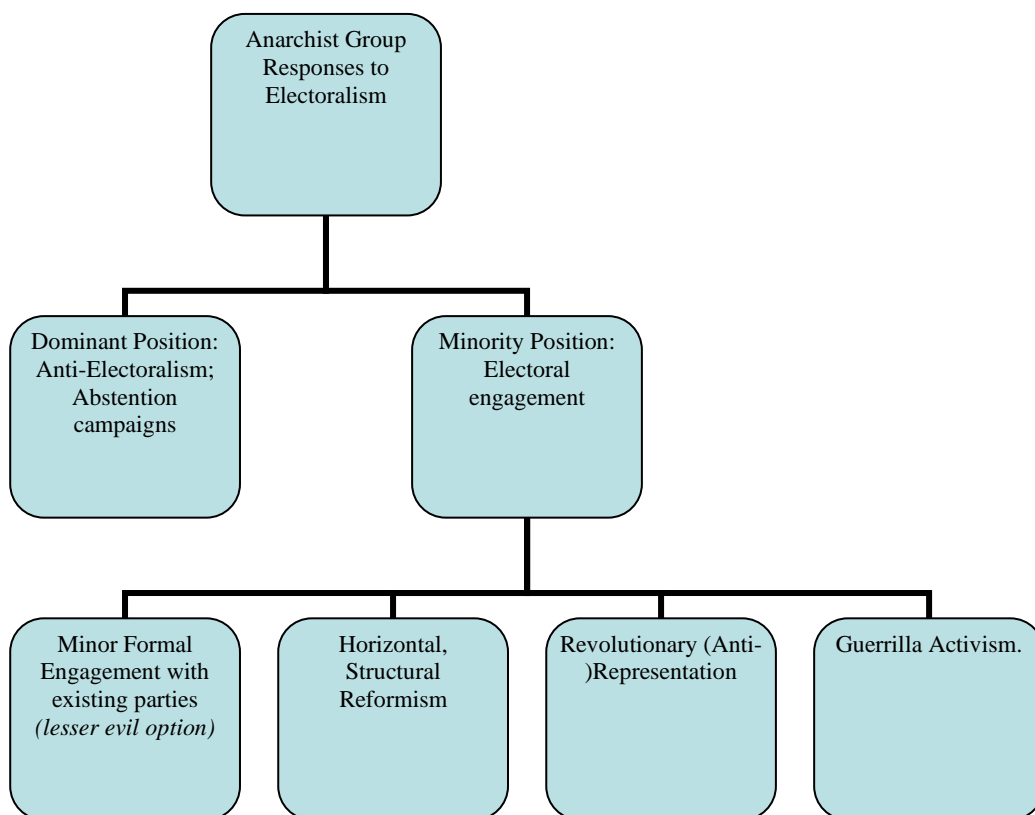 Anarchist Group
Responses to
Electoralism
Dominant Position:
Anti-Electoralism;
Abstention
campaigns
Minority Position:
Electoral
engagement
Minor Formal
Engagement with
existing parties
(lesser evil option)
Horizontal,
Structural
Reformism
Revolutionary (Anti-
)Representation
Guerrilla Activism.